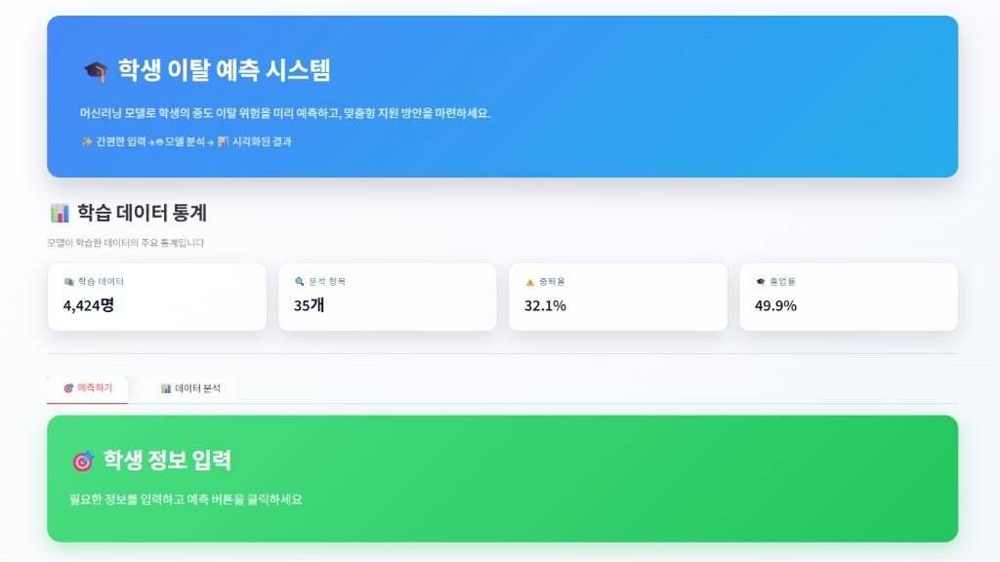 🎓 학생 이탈 예측 시스템
머신러닝 모델로 학생의 중도 이탈 위험을 미리 예측하고, 맞춤형 지원 방안을 마련하세요.
✨ 간편한 입력 → 모델 분석 → 📊 시각화된 결과
📊 학습 데이터 통계
모델이 학습한 데이터의 주요 통계입니다
📚 학습 데이터
4,424명
🔍 분석 항목
35개
⚠️ 중퇴율
32.1%
🎓 졸업률
49.9%
🎯 예측하기
📊 데이터 분석
🎯 학생 정보 입력
필요한 정보를 입력하고 예측 버튼을 클릭하세요